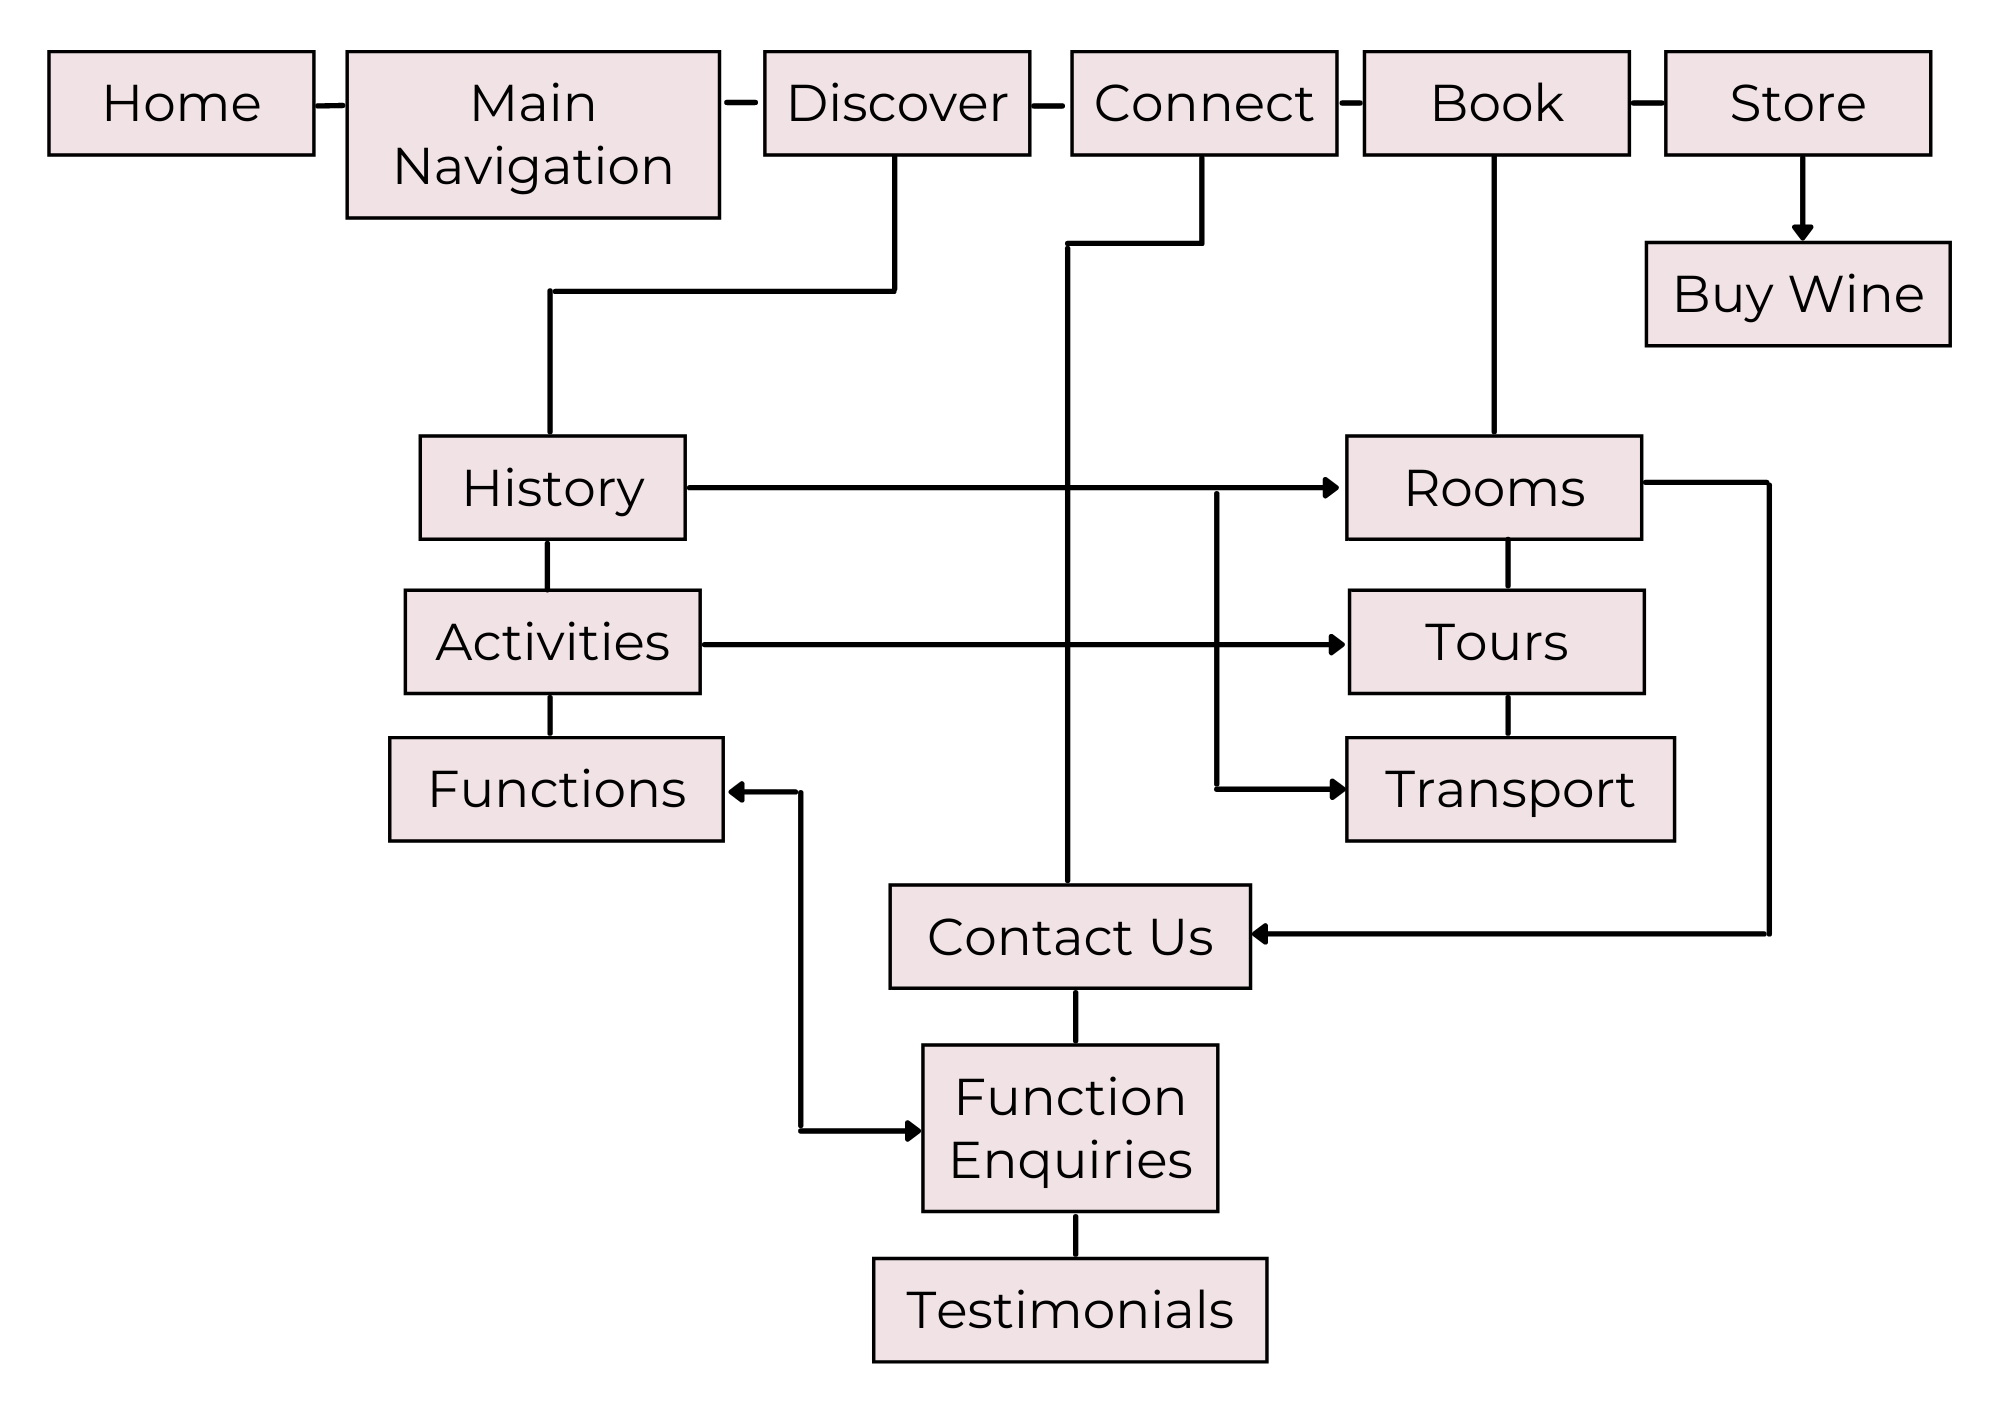 Home
Main
Navigation
Discover
Connect
Book
Store
Buy Wine
History
Rooms
Activities
Tours
Functions
Transport
Contact Us
Function
Enquiries
Testimonials